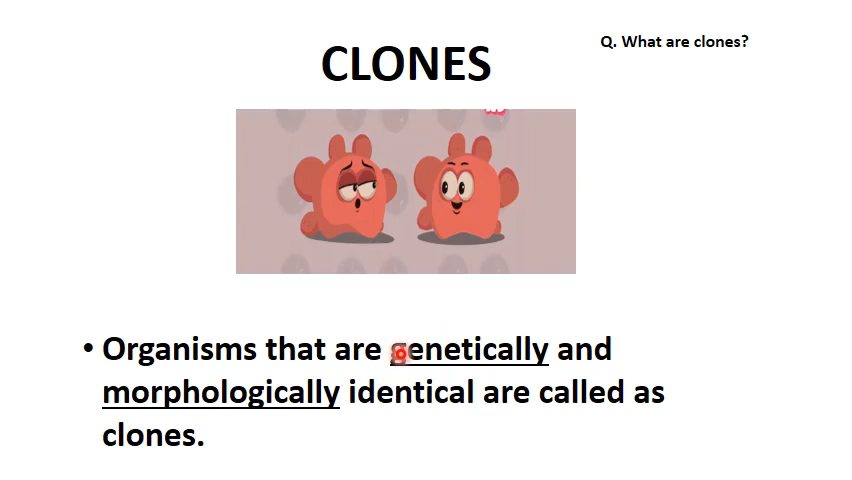 Q. What are clones?
CLONES
• Organisms that are genetically and
morphologically identical are called as
clones.